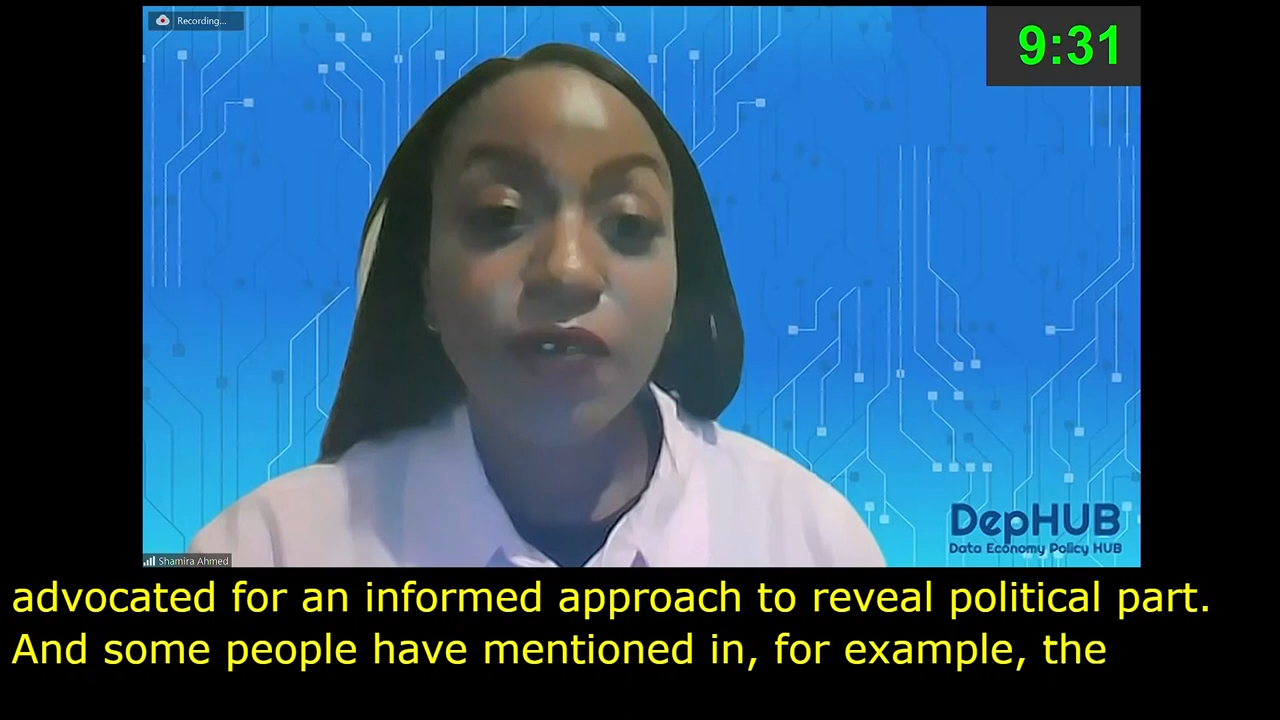 Recording...
9:31
DepHUB
Data Economy Policy HUB
Shamira Ahmed
advocated for an informed approach to reveal political part.
And some people have mentioned in, for example, the